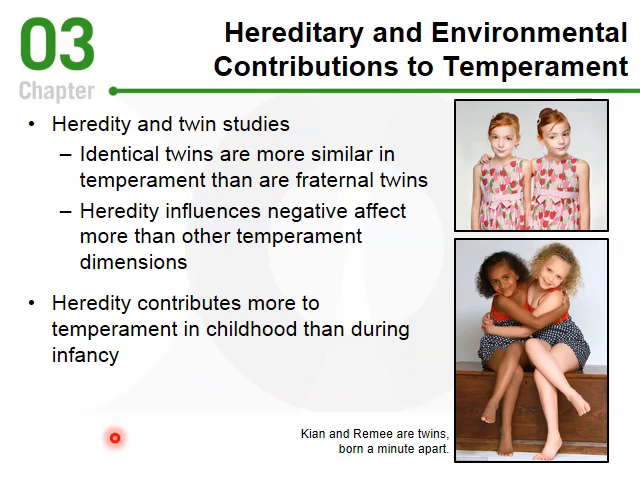 03
Chapter
Hereditary and Environmental
Contributions to Temperament
• Heredity and twin studies
– Identical twins are more similar in
temperament than are fraternal twins
– Heredity influences negative affect
more than other temperament
dimensions
• Heredity contributes more to
temperament in childhood than during
infancy
Kian and Remee are twins,
born a minute apart.